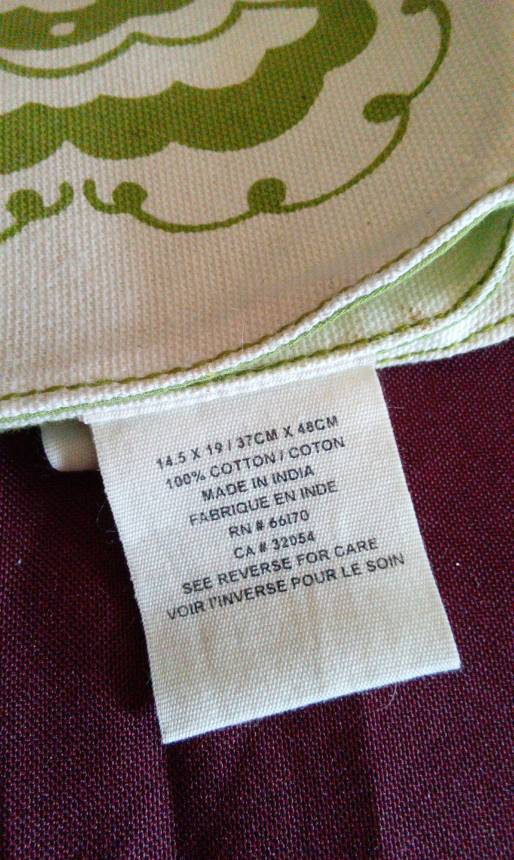 14.5 X 19 / 37CM X 48CM
100% COTTON / COTON
MADE IN INDIA
FABRIQUE EN INDE
RN # 66170
CA # 32054
SEE REVERSE FOR CARE
VOIR l'INVERSE POUR LE SOIN